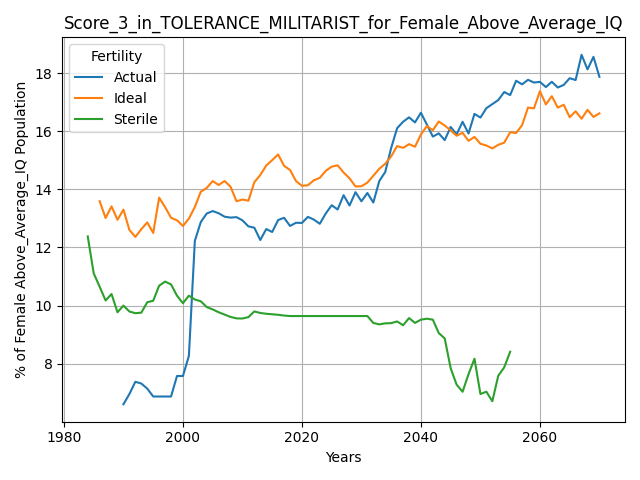 Score_3_in_TOLERANCE_MILITARIST_for_Female_Above_Average_IQ
Fertility
Actual
Ideal
Sterile
% of Female Above_Average_IQ Population
18
16
14
12
10
8
1980 2000 2020 2040 2060
Years